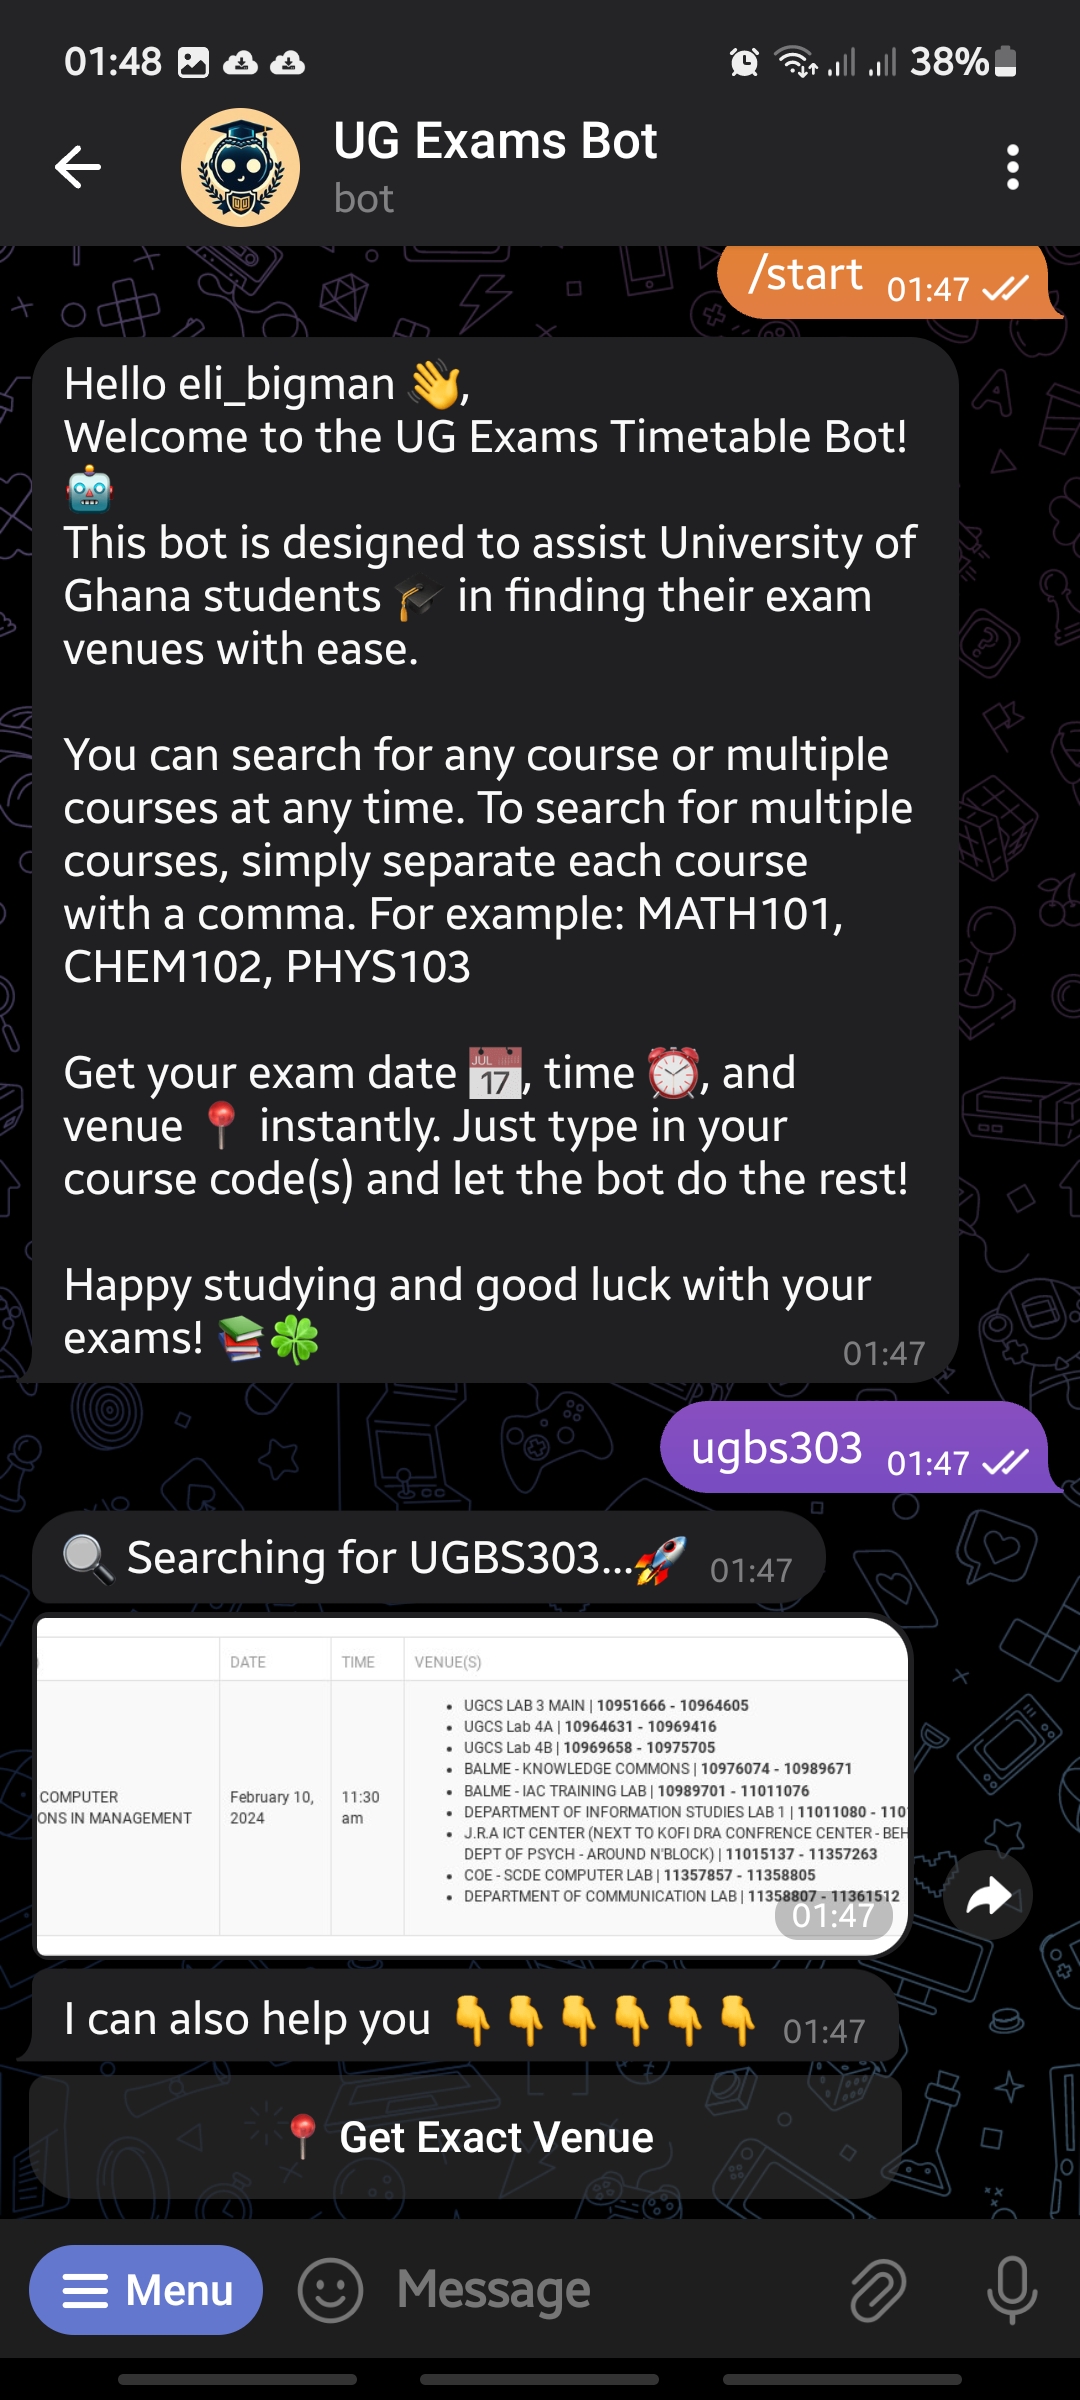 01:48
38%
UG Exams Bot
bot
/start 01:47
Hello eli_bigman 👋,
Welcome to the UG Exams Timetable Bot!
🤖
This bot is designed to assist University of
Ghana students 🎓 in finding their exam
venues with ease.
You can search for any course or multiple
courses at any time. To search for multiple
courses, simply separate each course
with a comma. For example: MATH101,
CHEM102, PHYS103
Get your exam date 📅, time ⏰, and
venue 📍 instantly. Just type in your
course code(s) and let the bot do the rest!
Happy studying and good luck with your
exams! 📚🍀
01:47
ugbs303 01:47
🔍 Searching for UGBS303...🚀 01:47
DATE TIME VENUE(S)
COMPUTER
ONS IN MANAGEMENT
February 10,
2024
11:30
am
• UGCS LAB 3 MAIN | 10951666 - 10964605
• UGCS Lab 4A | 10964631 - 10969416
• UGCS Lab 4B | 10969658 - 10975705
• BALME - KNOWLEDGE COMMONS | 10976074 - 10989671
• BALME - IAC TRAINING LAB | 10989701 - 11011076
• DEPARTMENT OF INFORMATION STUDIES LAB 1 | 11011080 - 110
• J.R.A ICT CENTER (NEXT TO KOFI DRA CONFRENCE CENTER - BEH
DEPT OF PSYCH - AROUND N'BLOCK) | 11015137 - 11357263
• COE - SCDE COMPUTER LAB | 11357857 - 11358805
• DEPARTMENT OF COMMUNICATION LAB | 11358807 - 11361512
01:47
I can also help you 👇👇👇👇👇👇 01:47
📍 Get Exact Venue
Menu
Message